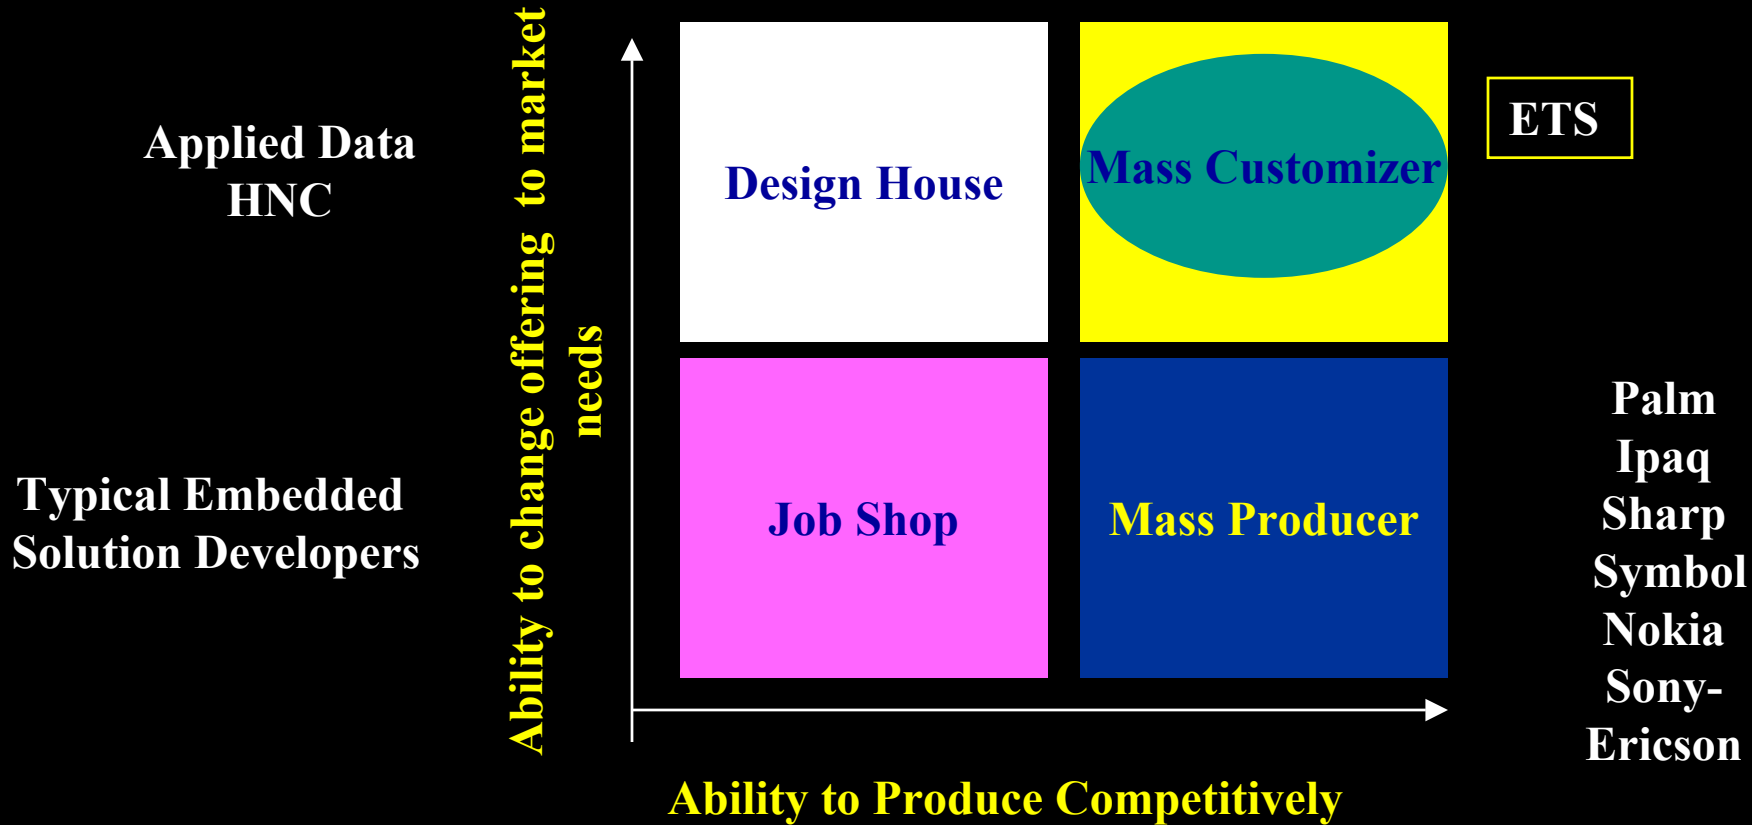 Applied Data
HNC
Typical Embedded
Solution Developers
Ability to change offering to market
needs
Design House
Mass Customizer
Job Shop
Mass Producer
Ability to Produce Competitively
ETS
Palm
Ipaq
Sharp
Symbol
Nokia
Sony-
Ericson